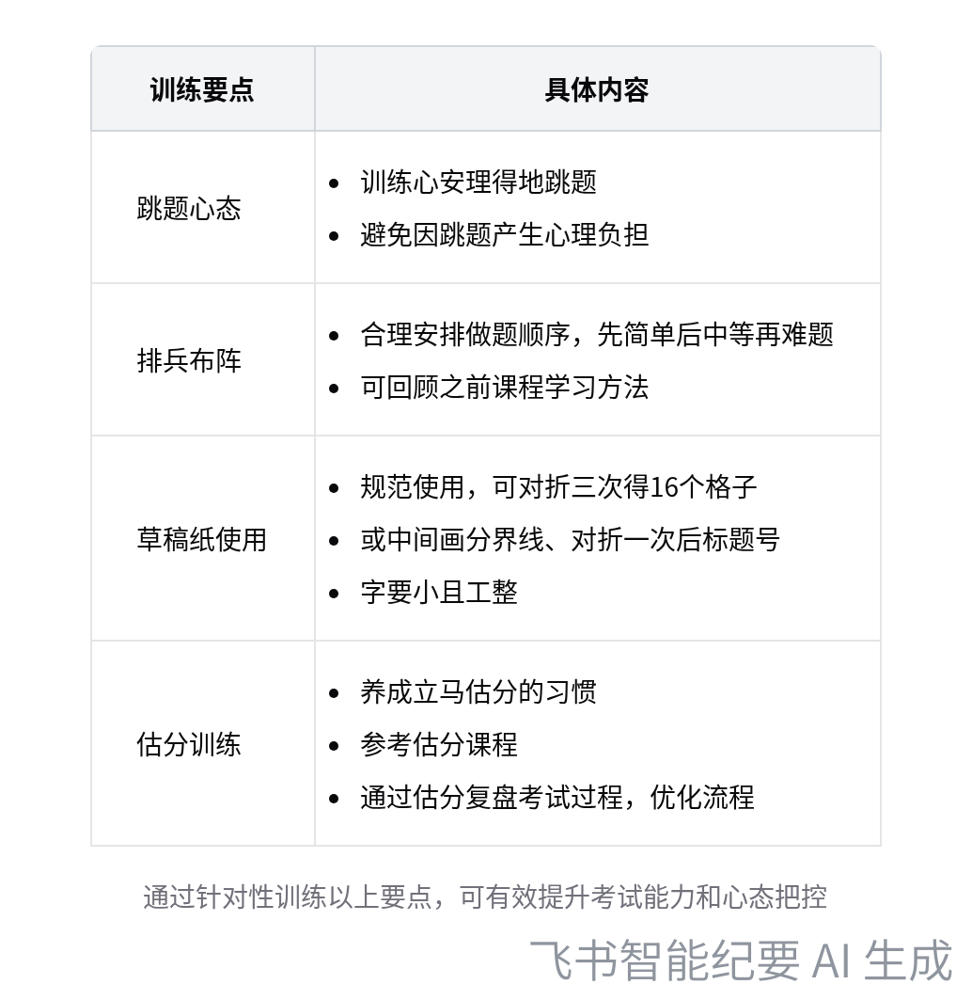 训练要点
具体内容
跳题心态
训练心安理得地跳题
避免因跳题产生心理负担
排兵布阵
合理安排做题顺序，先简单后中等再难题
可回顾之前课程学习方法
草稿纸使用
规范使用，可对折三次得16个格子
或中间画分界线、对折一次后标题号
字要小且工整
估分训练
养成立马估分的习惯
参考估分课程
通过估分复盘考试过程，优化流程
通过针对性训练以上要点，可有效提升考试能力和心态把控
飞书智能纪要 AI 生成